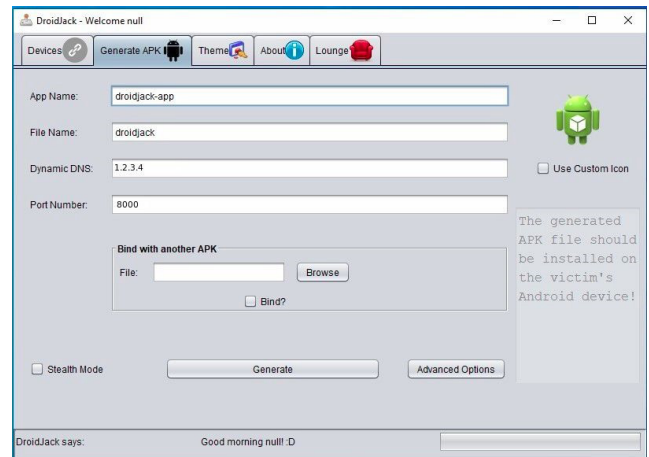 DroidJack - Welcome null
Devices Generate APK Theme About Lounge
App Name: droidjack-app
File Name: droidjack
Dynamic DNS: 1.2.3.4
Use Custom Icon
Port Number: 8000
The generated
APK file should
be installed on
the victim's
Android device!
Bind with another APK
File: Browse
Bind?
Stealth Mode Generate Advanced Options
DroidJack says: Good morning null! :D